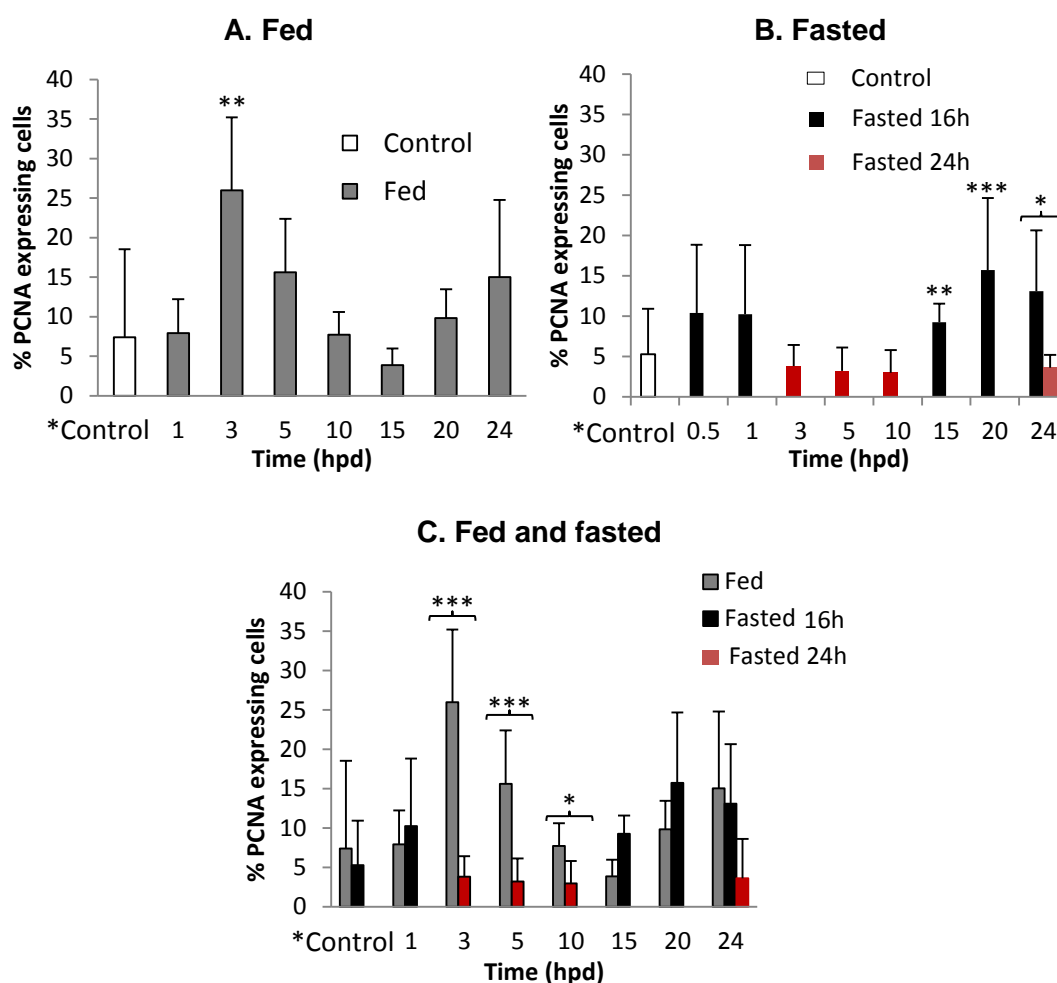 A. Fed
% PCNA expressing cells
40
35
30
25
20
15
10
5
0
**
Control
Fed
*Control 1 3 5 10 15 20 24
Time (hpd)
B. Fasted
% PCNA expressing cells
40
35
30
25
20
15
10
5
0
Control
Fasted 16h
Fasted 24h
**
***
*
*Control 0.5 1 3 5 10 15 20 24
Time (hpd)
C. Fed and fasted
% PCNA expressing cells
40
35
30
25
20
15
10
5
0
***
***
*
Fed
Fasted 16h
Fasted 24h
*Control 1 3 5 10 15 20 24
Time (hpd)